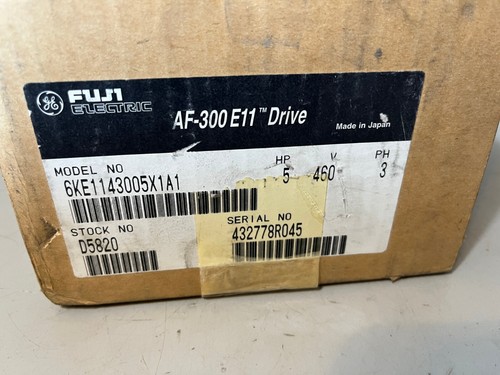 GE FUJI
ELECTRIC
AF-300 E11™ Drive
Made in Japan
MODEL NO HP V PH
6KE1143005X1A1 5 460 3
STOCK NO SERIAL NO
D5820 432778R045